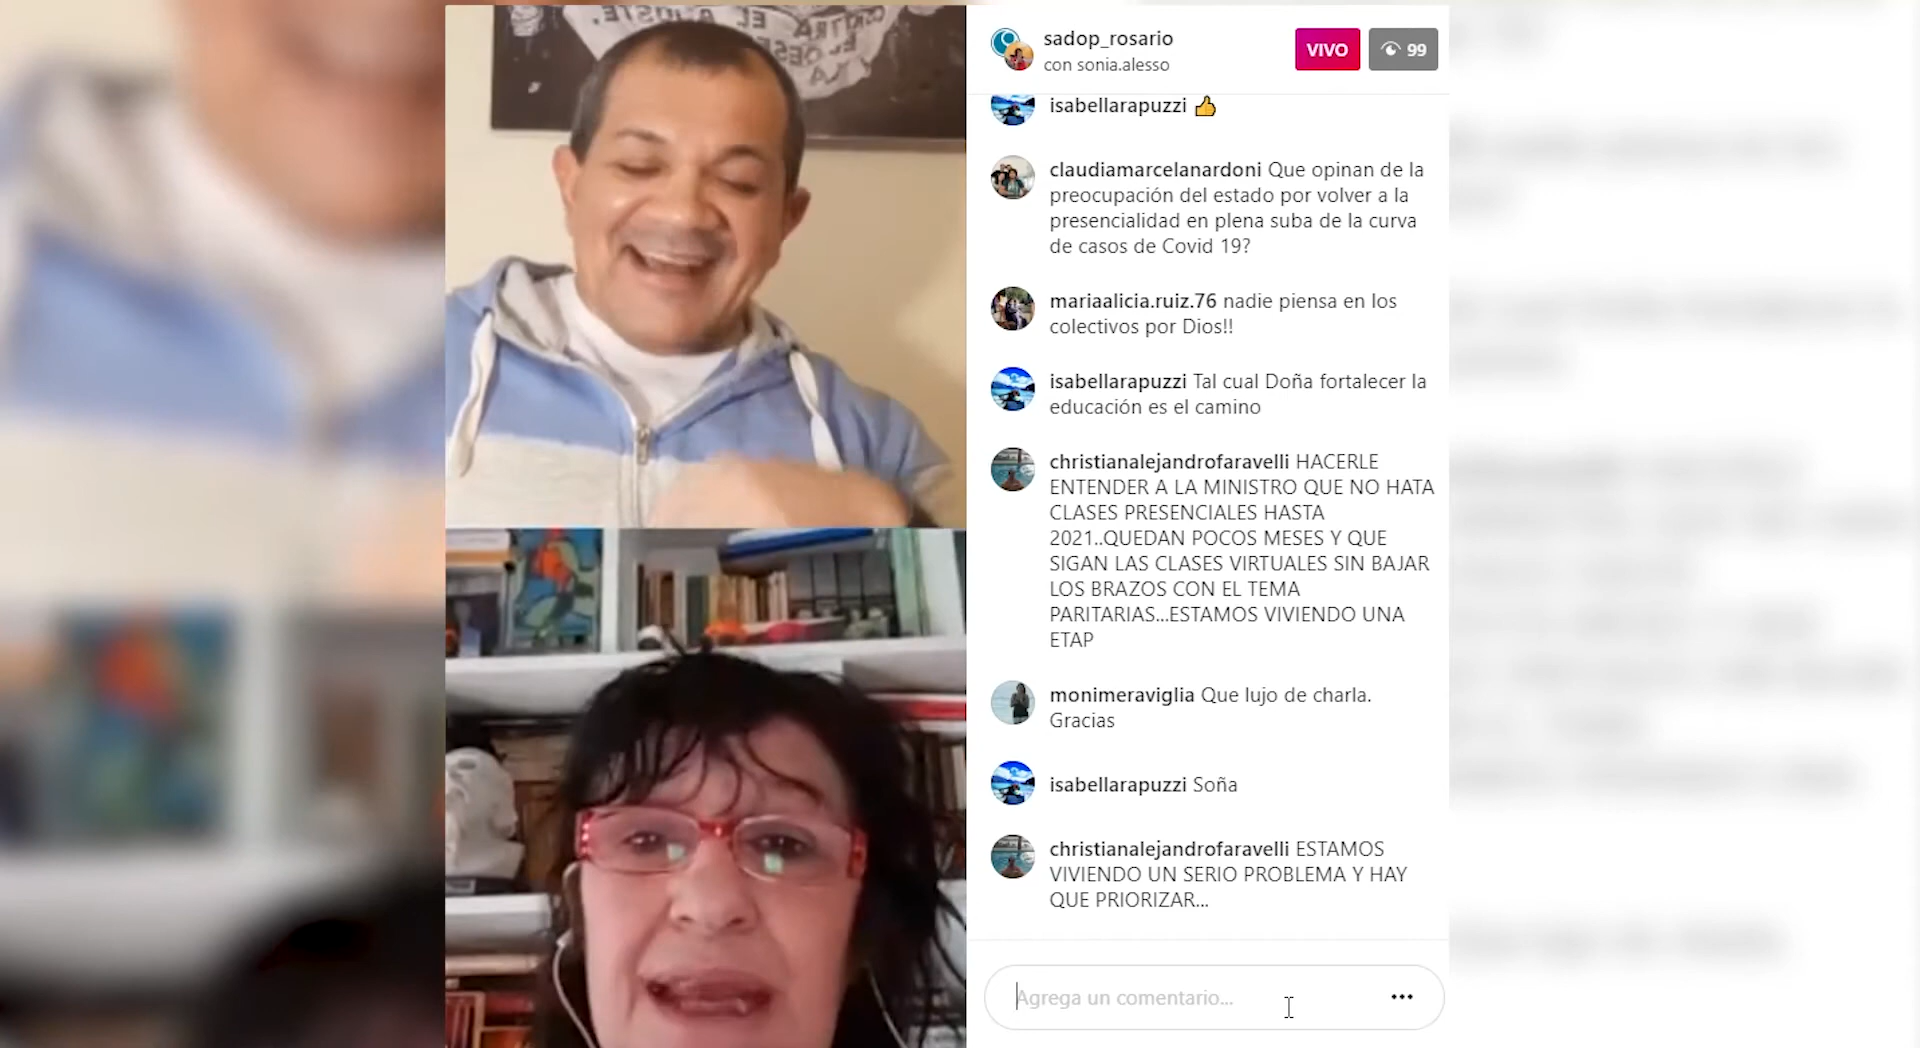 sadop_rosario
con sonia.alesso
VIVO
99
isabellarapuzzi 👍
claudiamarcelanardoni Que opinan de la
preocupación del estado por volver a la
presencialidad en plena suba de la curva
de casos de Covid 19?
mariaalicia.ruiz.76 nadie piensa en los
colectivos por Dios!!
isabellarapuzzi Tal cual Doña fortalecer la
educación es el camino
christianalejandrofaravelli HACERLE
ENTENDER A LA MINISTRO QUE NO HATA
CLASES PRESENCIALES HASTA
2021..QUEDAN POCOS MESES Y QUE
SIGAN LAS CLASES VIRTUALES SIN BAJAR
LOS BRAZOS CON EL TEMA
PARITARIAS...ESTAMOS VIVIENDO UNA
ETAP
monimeraviglia Que lujo de charla.
Gracias
isabellarapuzzi Soña
christianalejandrofaravelli ESTAMOS
VIVIENDO UN SERIO PROBLEMA Y HAY
QUE PRIORIZAR...
Agrega un comentario...